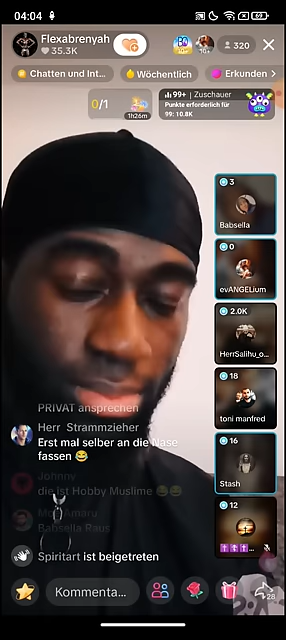 04:04
69
Flexabrenyah
35.3K
10+
320
Chatten und Int...
Wöchentlich
Erkunden >
0/1
1h26m
99+ | Zuschauer
Punkte erforderlich für
99: 10.8K
3
Babsella
0
evANGELium
2.0K
HerrSalihu_o...
18
toni manfred
16
Stash
12
PRIVAT ansprechen
Herr Strammzieher
Erst mal selber an die Nase
fassen 😂
Johnny
die ist Hobby Muslime 😂😂
Babsella Raus
Spiritart ist beigetreten
Kommenta...
28